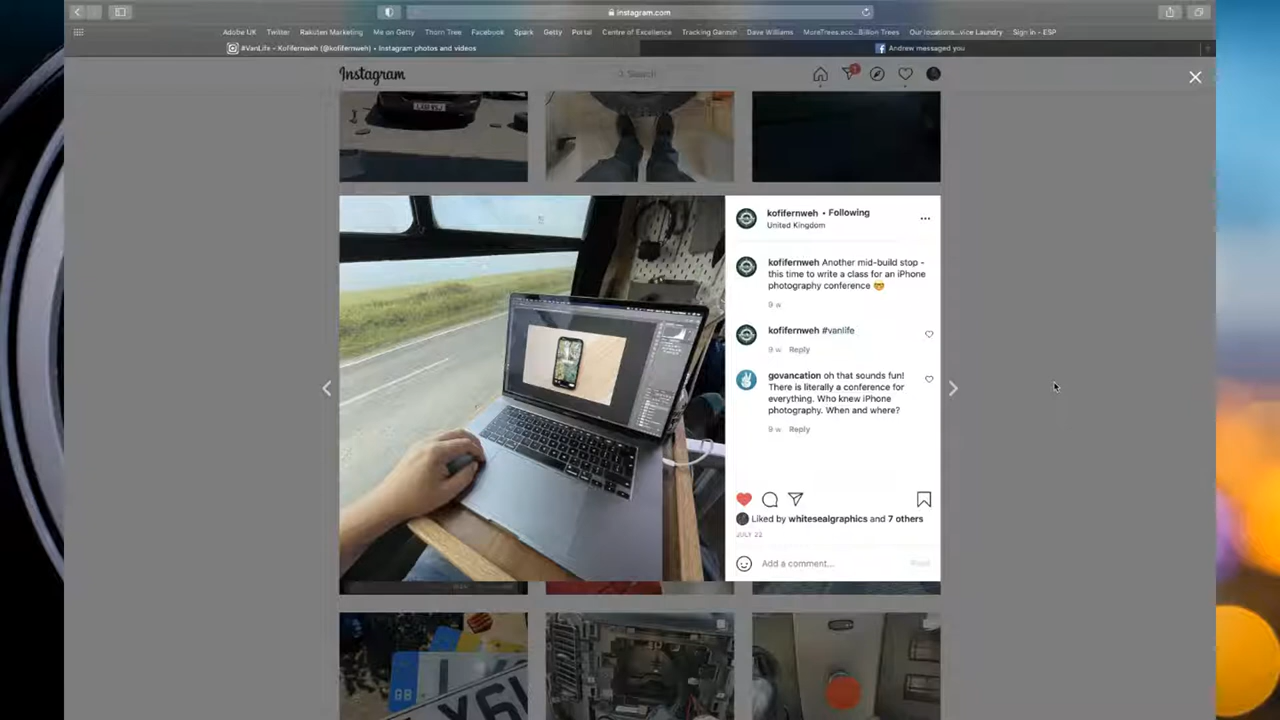 instagram.com
Adobe UK Twitter Rakuten Marketing Me on Getty Thorn Tree Facebook Spark Getty Portal Centre of Excellence Tracking Garmin Dave Williams MoreTrees.eco...Billion Trees Our locations...vice Laundry Sign in - ESP
#VanLife – Kofifernweh (@kofifernweh) • Instagram photos and videos
Andrew messaged you
Instagram
Search
1
kofifernweh • Following
United Kingdom
kofifernweh Another mid-build stop -
this time to write a class for an iPhone
photography conference 🤓
9 w
kofifernweh #vanlife
9 w Reply
govancation oh that sounds fun!
There is literally a conference for
everything. Who knew iPhone
photography. When and where?
9 w Reply
Liked by whitesealgraphics and 7 others
JULY 22
Add a comment...
Post
GB